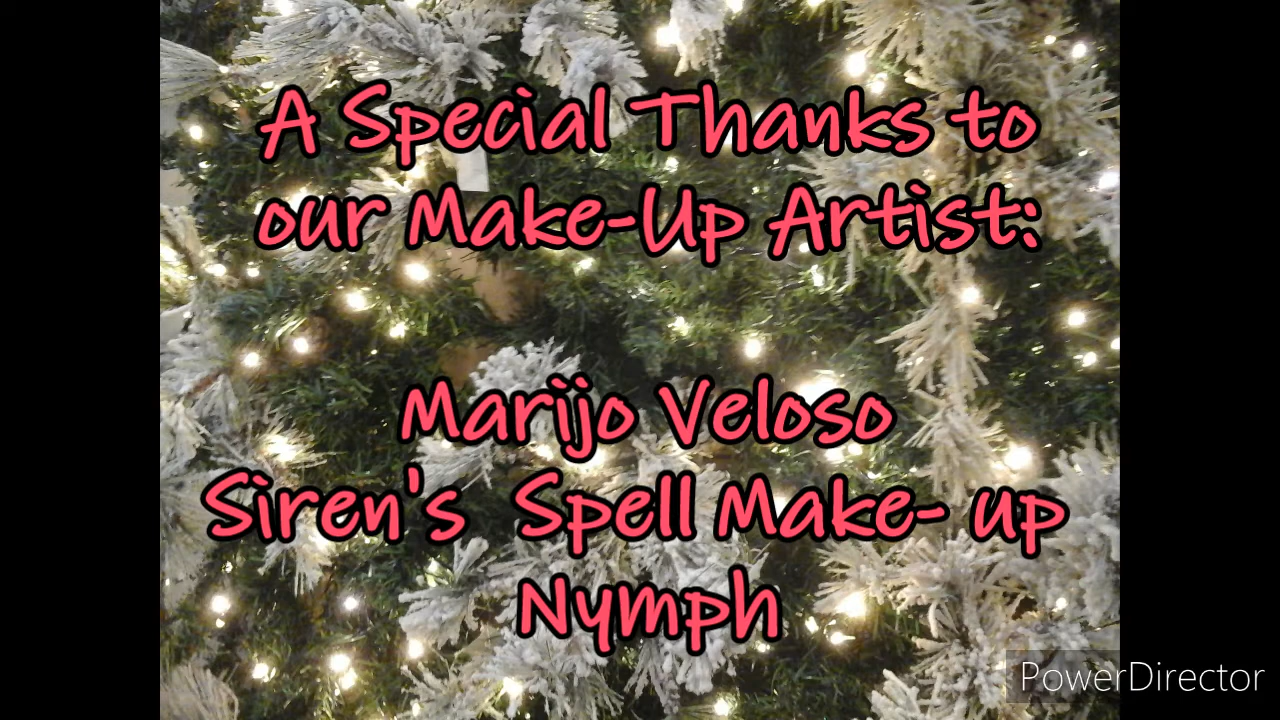 A Special Thanks to
our Make-Up Artist:
Marijo Veloso
Siren's Spell Make- up
Nymph
PowerDirector